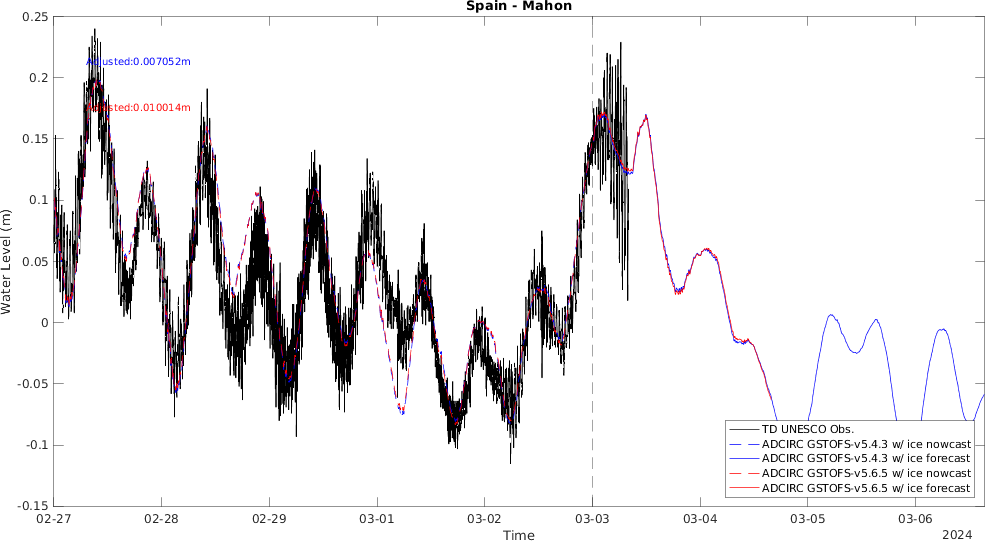 Spain - Mahon
0.25
0.2
0.15
0.1
0.05
0
-0.05
-0.1
-0.15
Water Level (m)
Adjusted:0.007052m
Adjusted:0.010014m
TD UNESCO Obs.
ADCIRC GSTOFS-v5.4.3 w/ ice nowcast
ADCIRC GSTOFS-v5.4.3 w/ ice forecast
ADCIRC GSTOFS-v5.6.5 w/ ice nowcast
ADCIRC GSTOFS-v5.6.5 w/ ice forecast
02-27 02-28 02-29 03-01 03-02 03-03 03-04 03-05 03-06
Time
2024